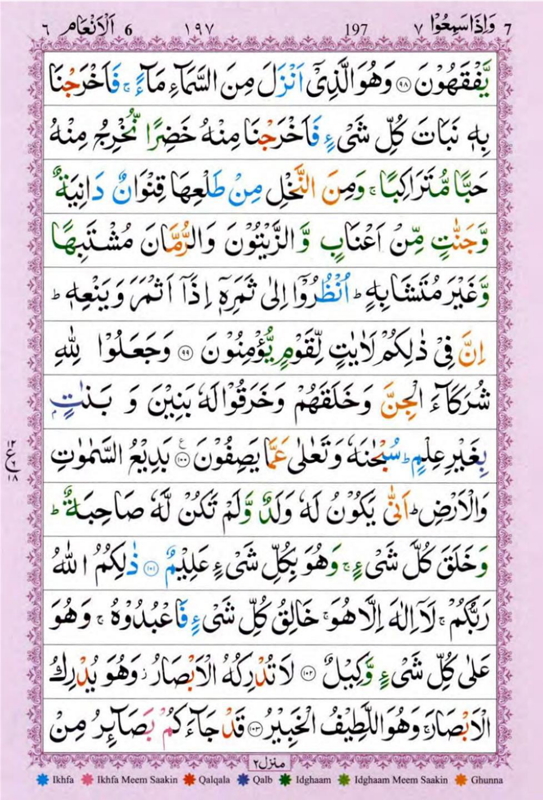 ٦ اَلْاَنْعَام 6 ١٩٧ 197 ٧ وَاِذَا سَمِعُوْا 7
يَّفْقَهُوْنَ ۝٩٨ وَهُوَ الَّذِيْۤ اَنْزَلَ مِنَ السَّمَآءِ مَآءً ۚ فَاَخْرَجْنَا
بِهٖ نَبَاتَ كُلِّ شَيْءٍ فَاَخْرَجْنَا مِنْهُ خَضِرًا نُّخْرِجُ مِنْهُ
حَبًّا مُّتَرَاكِبًا ۚ وَمِنَ النَّخْلِ مِنْ طَلْعِهَا قِنْوَانٌ دَانِيَةٌ
وَّجَنّٰتٍ مِّنْ اَعْنَابٍ وَّ الزَّيْتُوْنَ وَالرُّمَّانَ مُشْتَبِهًا
وَّغَيْرَ مُتَشَابِهٍ ؕ اُنْظُرُوْۤا اِلٰى ثَمَرِهٖۤ اِذَاۤ اَثْمَرَ وَيَنْعِهٖ ؕ
اِنَّ فِيْ ذٰلِكُمْ لَاٰيٰتٍ لِّقَوْمٍ يُّؤْمِنُوْنَ ۝٩٩ وَجَعَلُوْا لِلّٰهِ
شُرَكَآءَ الْجِنَّ وَخَلَقَهُمْ وَخَرَقُوْا لَهٗ بَنِيْنَ وَ بَنٰتٍۭ
بِغَيْرِ عِلْمٍ ؕ سُبْحٰنَهٗ وَتَعٰلٰى عَمَّا يَصِفُوْنَ ۝١٠٠ ع بَدِيْعُ السَّمٰوٰتِ
١٢ ع ٧ ١٨
وَالْاَرْضِ ؕ اَنّٰى يَكُوْنُ لَهٗ وَلَدٌ وَّلَمْ تَكُنْ لَّهٗ صَاحِبَةٌ ؕ
وَخَلَقَ كُلَّ شَيْءٍ ۚ وَهُوَ بِكُلِّ شَيْءٍ عَلِيْمٌ ۝١٠١ ذٰلِكُمُ اللّٰهُ
رَبُّكُمْ ۚ لَاۤ اِلٰهَ اِلَّا هُوَ ۚ خَالِقُ كُلِّ شَيْءٍ فَاعْبُدُوْهُ ۚ وَهُوَ
عَلٰى كُلِّ شَيْءٍ وَّكِيْلٌ ۝١٠٢ لَا تُدْرِكُهُ الْاَبْصَارُ ؗ وَهُوَ يُدْرِكُ
الْاَبْصَارَ ۚ وَهُوَ اللَّطِيْفُ الْخَبِيْرُ ۝١٠٣ قَدْ جَآءَكُمْ بَصَآئِرُ مِنْ
منزل ٢
Ikhfa Ikhfa Meem Saakin Qalqala Qalb Idghaam Idghaam Meem Saakin Ghunna